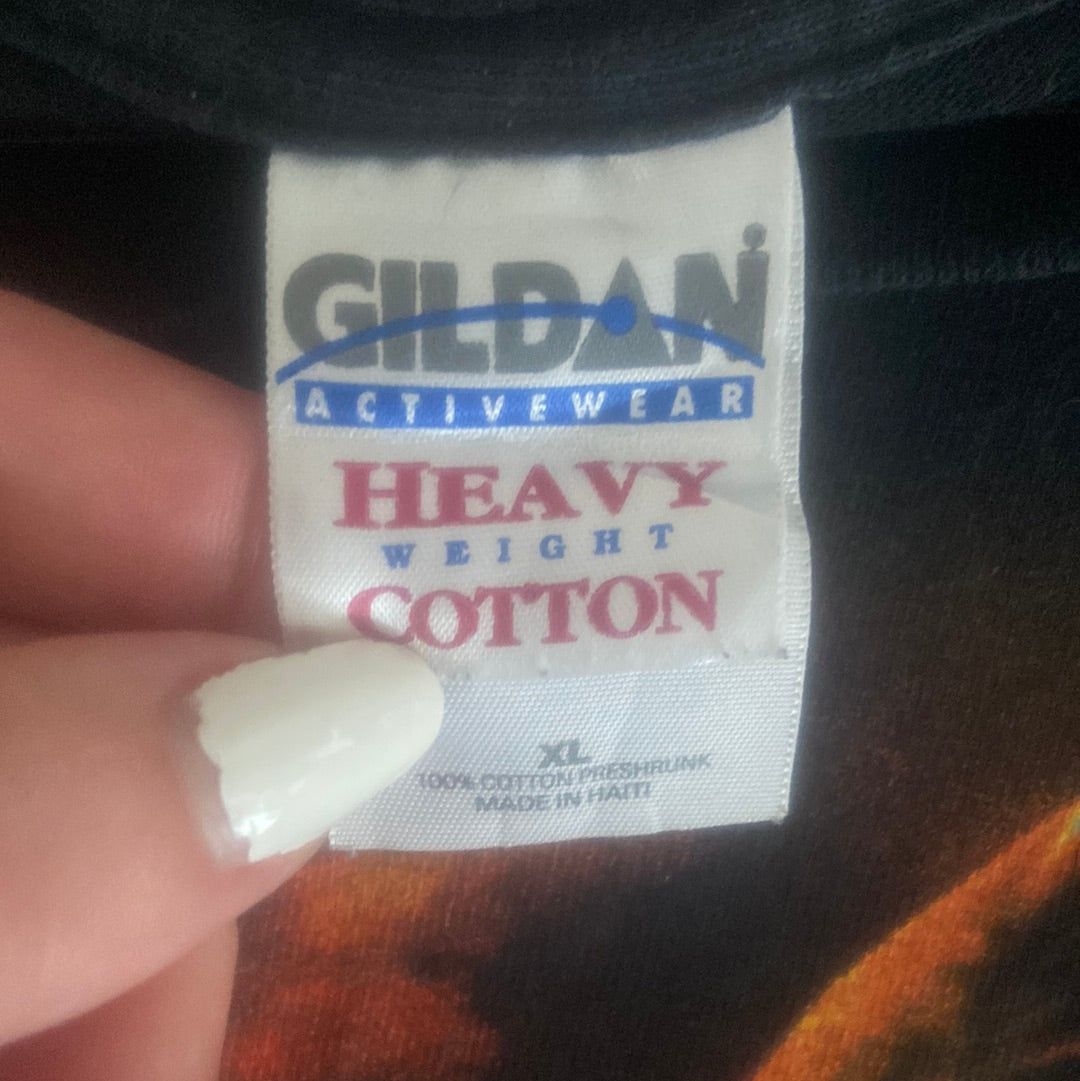 GILDAN
ACTIVEWEAR
HEAVY
WEIGHT
COTTON
XL
100% COTTON PRESHRUNK
MADE IN HAITI